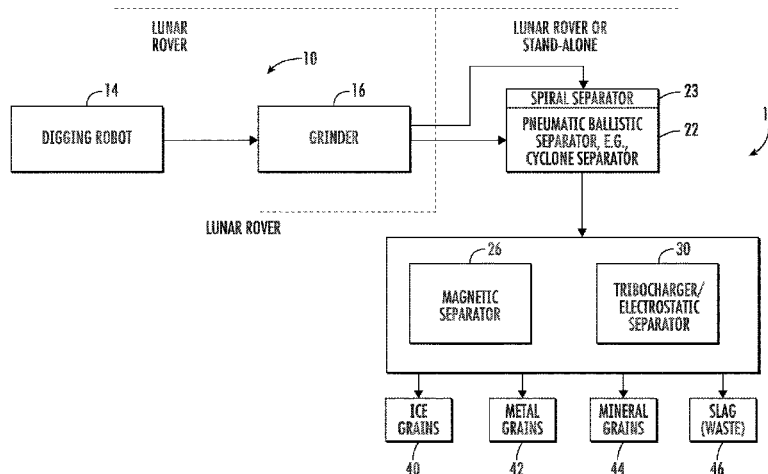 LUNAR
ROVER
LUNAR ROVER OR
STAND-ALONE
10
14
16
23
DIGGING ROBOT
GRINDER
SPIRAL SEPARATOR
PNEUMATIC BALLISTIC
SEPARATOR, E.G.,
CYCLONE SEPARATOR
22
1
LUNAR ROVER
26
30
MAGNETIC
SEPARATOR
TRIBOCHARGER/
ELECTROSTATIC
SEPARATOR
ICE
GRAINS
METAL
GRAINS
MINERAL
GRAINS
SLAG
(WASTE)
40
42
44
46